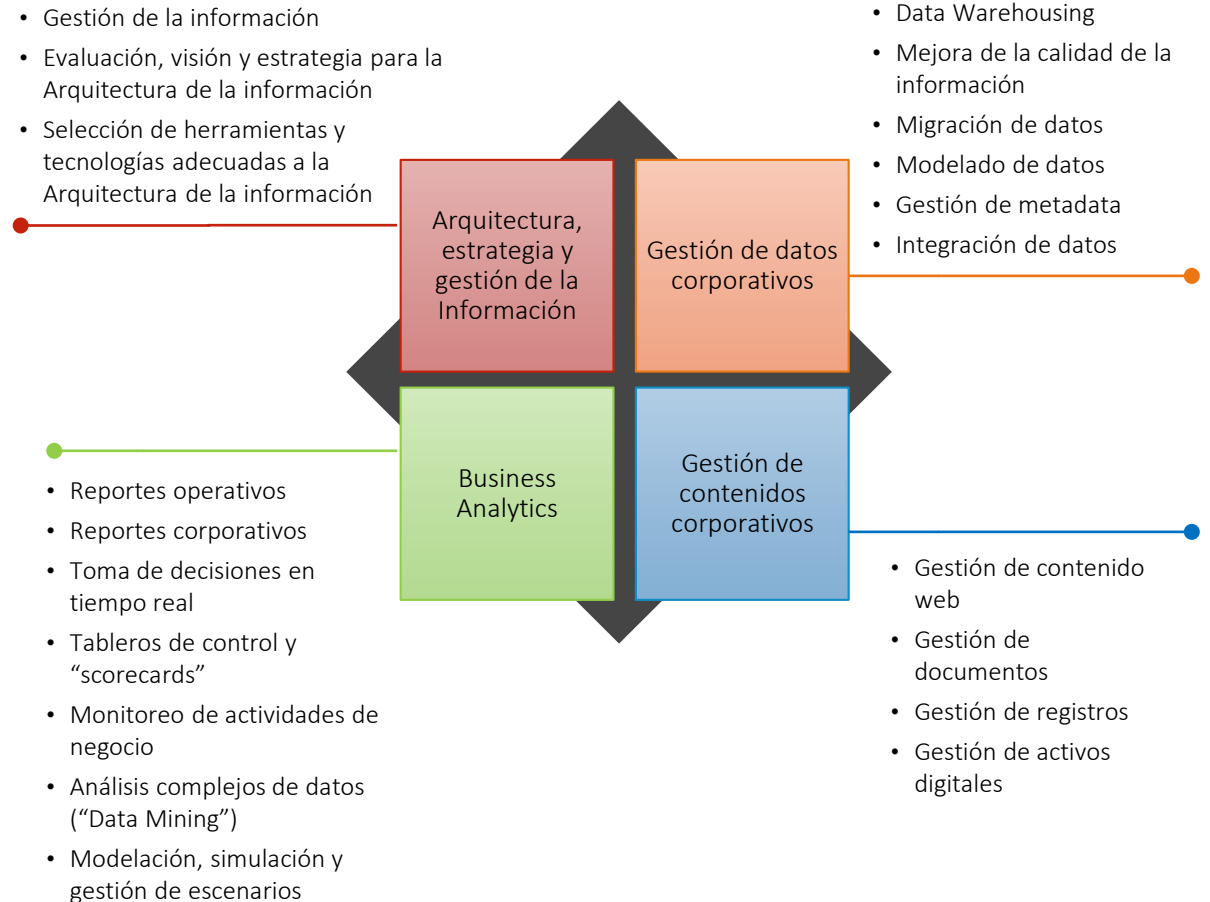 • Gestión de la información
• Evaluación, visión y estrategia para la
Arquitectura de la información
• Selección de herramientas y
tecnologías adecuadas a la
Arquitectura de la información
• Data Warehousing
• Mejora de la calidad de la
información
• Migración de datos
• Modelado de datos
• Gestión de metadata
• Integración de datos
Arquitectura,
estrategia y
gestión de la
Información
Gestión de datos
corporativos
Business
Analytics
Gestión de
contenidos
corporativos
• Reportes operativos
• Reportes corporativos
• Toma de decisiones en
tiempo real
• Tableros de control y
“scorecards”
• Monitoreo de actividades de
negocio
• Análisis complejos de datos
(“Data Mining”)
• Modelación, simulación y
gestión de escenarios
• Gestión de contenido
web
• Gestión de
documentos
• Gestión de registros
• Gestión de activos
digitales